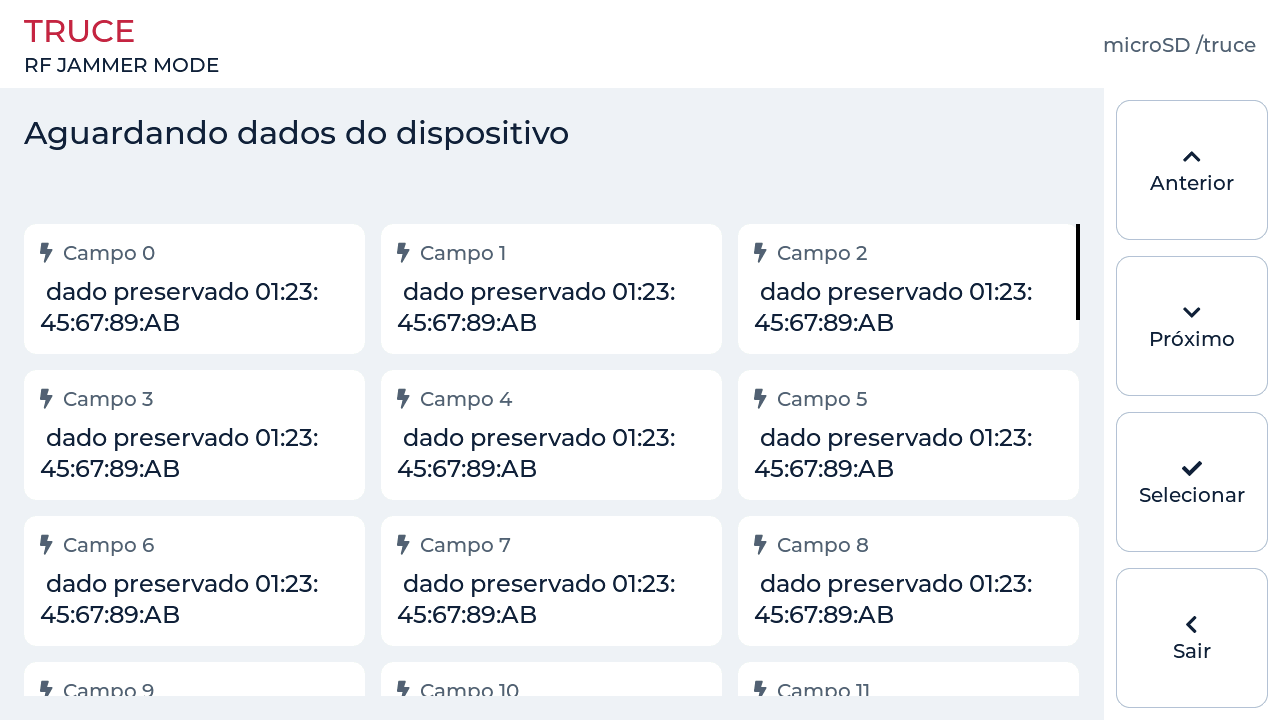 TRUCE
RF JAMMER MODE
microSD /truce
Aguardando dados do dispositivo
Campo 0
dado preservado 01:23:
45:67:89:AB
Campo 1
dado preservado 01:23:
45:67:89:AB
Campo 2
dado preservado 01:23:
45:67:89:AB
Campo 3
dado preservado 01:23:
45:67:89:AB
Campo 4
dado preservado 01:23:
45:67:89:AB
Campo 5
dado preservado 01:23:
45:67:89:AB
Campo 6
dado preservado 01:23:
45:67:89:AB
Campo 7
dado preservado 01:23:
45:67:89:AB
Campo 8
dado preservado 01:23:
45:67:89:AB
Campo 9
Campo 10
Campo 11
Anterior
Próximo
Selecionar
Sair